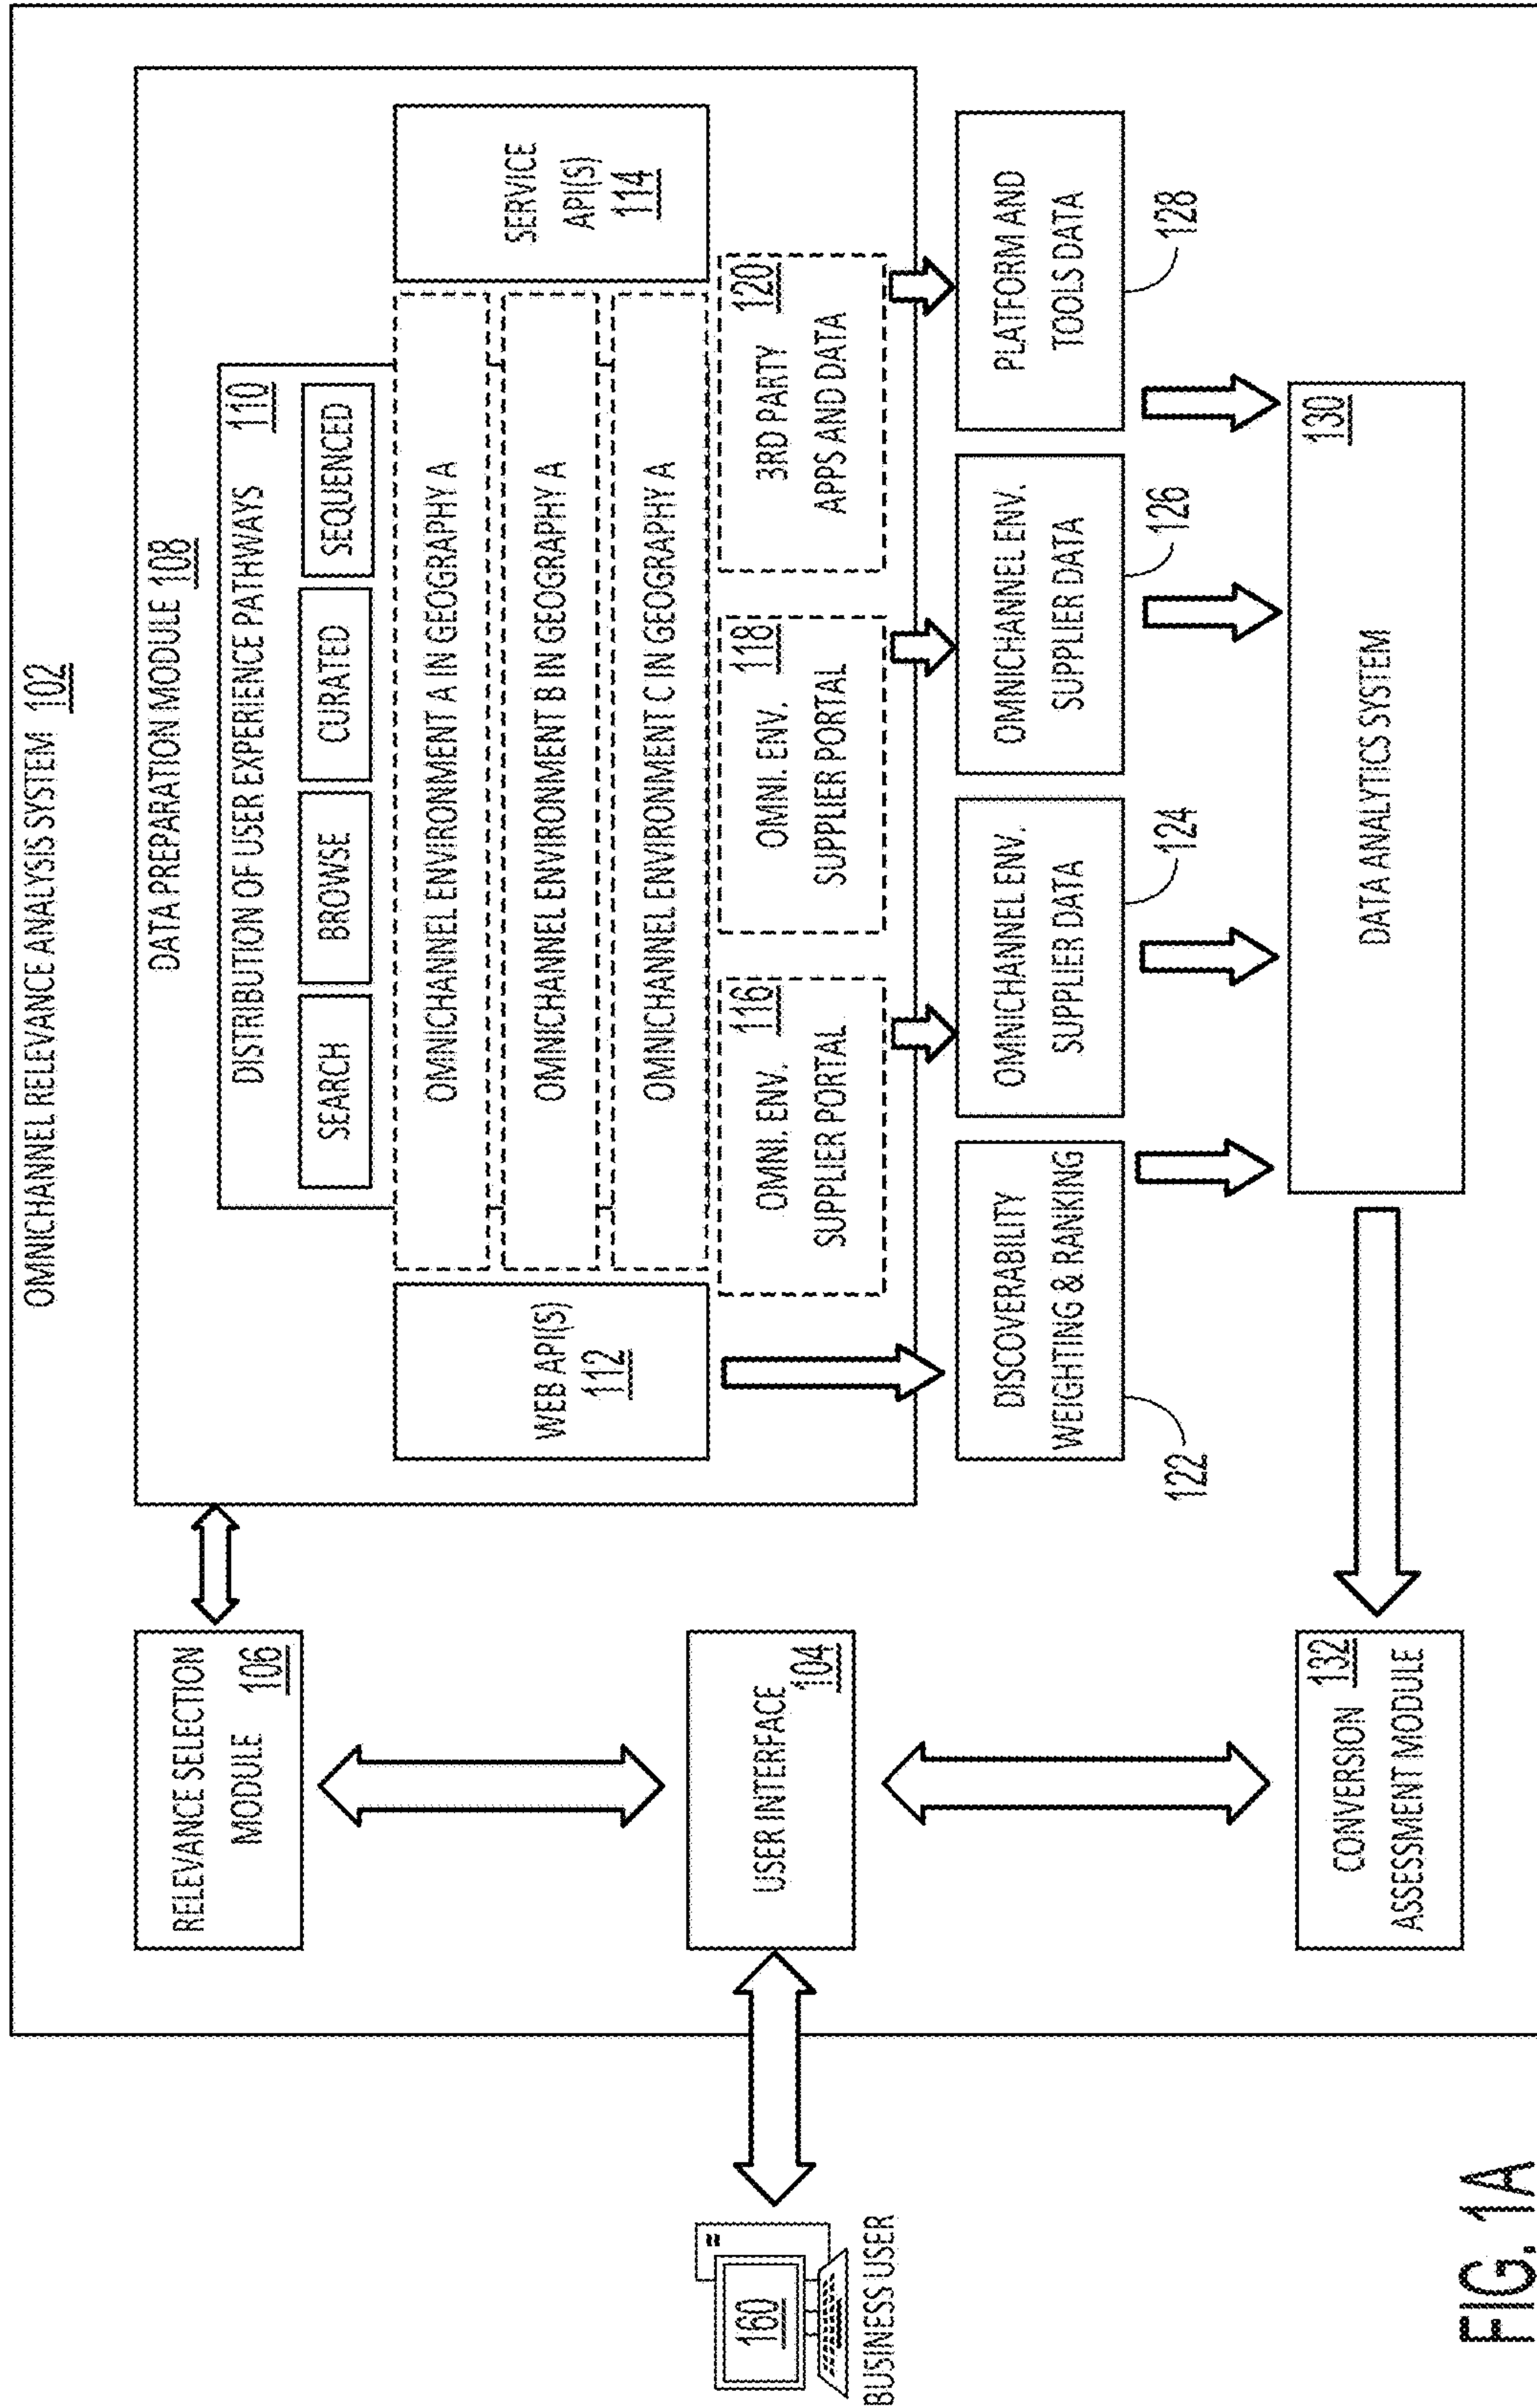 OMNICHANNEL RELEVANCE ANALYSIS SYSTEM 102
DATA PREPARATION MODULE 108
DISTRIBUTION OF USER EXPERIENCE PATHWAYS 110
SEARCH
BROWSE
CURATED
SEQUENCED
OMNICHANNEL ENVIRONMENT A IN GEOGRAPHY A
OMNICHANNEL ENVIRONMENT B IN GEOGRAPHY A
OMNICHANNEL ENVIRONMENT C IN GEOGRAPHY A
WEB API(S)
112
SERVICE
API(S)
114
OMNI. ENV. 116
SUPPLIER PORTAL
OMNI. ENV. 118
SUPPLIER PORTAL
3RD PARTY 120
APPS AND DATA
DISCOVERABILITY
WEIGHTING & RANKING
122
OMNICHANNEL ENV.
SUPPLIER DATA
124
OMNICHANNEL ENV.
SUPPLIER DATA
126
PLATFORM AND
TOOLS DATA
128
DATA ANALYTICS SYSTEM
130
RELEVANCE SELECTION
MODULE 106
USER INTERFACE
104
CONVERSION 132
ASSESSMENT MODULE
160
BUSINESS USER
FIG. 1A